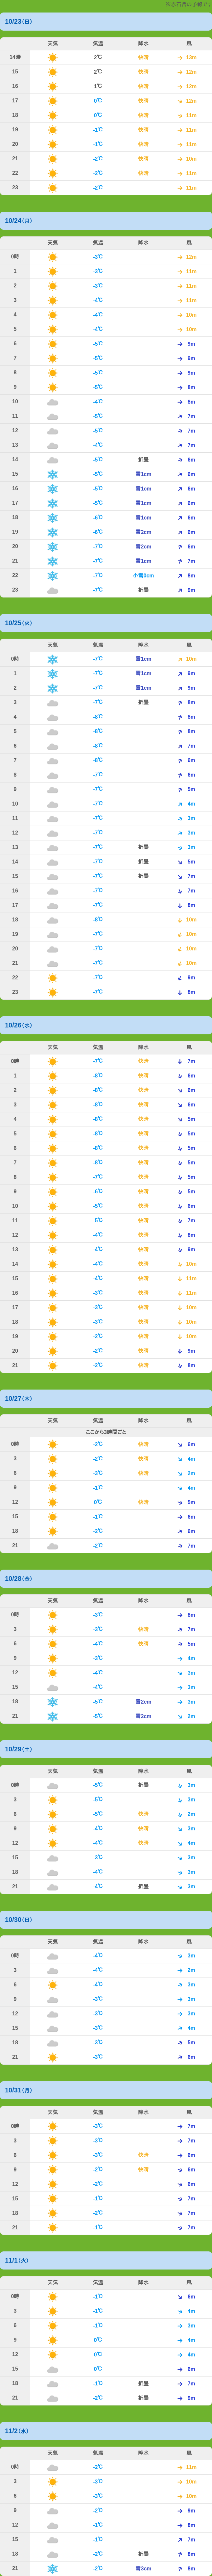 10/23(日)
天気 気温 降水 風
14時 2℃ 快晴 13m
15 2℃ 快晴 12m
16 1℃ 快晴 12m
17 0℃ 快晴 12m
18 0℃ 快晴 11m
19 -1℃ 快晴 11m
20 -1℃ 快晴 11m
21 -2℃ 快晴 10m
22 -2℃ 快晴 11m
23 -2℃ 11m
10/24(月)
天気 気温 降水 風
0時 -3℃ 12m
1 -3℃ 11m
2 -3℃ 11m
3 -4℃ 11m
4 -4℃ 10m
5 -4℃ 10m
6 -5℃ 9m
7 -5℃ 9m
8 -5℃ 9m
9 -5℃ 8m
10 -4℃ 8m
11 -5℃ 7m
12 -5℃ 7m
13 -4℃ 7m
14 -5℃ 折曇 6m
15 -5℃ 雪1cm 6m
16 -5℃ 雪1cm 6m
17 -5℃ 雪1cm 6m
18 -6℃ 雪1cm 6m
19 -6℃ 雪2cm 6m
20 -7℃ 雪2cm 6m
21 -7℃ 雪1cm 7m
22 -7℃ 小雪0cm 8m
23 -7℃ 折曇 9m
10/25(火)
天気 気温 降水 風
0時 -7℃ 雪1cm 10m
1 -7℃ 雪1cm 9m
2 -7℃ 雪1cm 9m
3 -7℃ 折曇 8m
4 -8℃ 8m
5 -8℃ 8m
6 -8℃ 7m
7 -8℃ 6m
8 -7℃ 6m
9 -7℃ 5m
10 -7℃ 4m
11 -7℃ 3m
12 -7℃ 3m
13 -7℃ 折曇 3m
14 -7℃ 折曇 5m
15 -7℃ 折曇 7m
16 -7℃ 7m
17 -7℃ 8m
18 -8℃ 10m
19 -7℃ 10m
20 -7℃ 10m
21 -7℃ 10m
22 -7℃ 9m
23 -7℃ 8m
10/26(水)
天気 気温 降水 風
0時 -7℃ 快晴 7m
1 -8℃ 快晴 6m
2 -8℃ 快晴 6m
3 -8℃ 快晴 6m
4 -8℃ 快晴 5m
5 -8℃ 快晴 5m
6 -8℃ 快晴 5m
7 -8℃ 快晴 5m
8 -7℃ 快晴 5m
9 -6℃ 快晴 5m
10 -5℃ 快晴 6m
11 -5℃ 快晴 7m
12 -4℃ 快晴 8m
13 -4℃ 快晴 9m
14 -4℃ 快晴 10m
15 -4℃ 快晴 11m
16 -3℃ 快晴 11m
17 -3℃ 快晴 10m
18 -3℃ 快晴 10m
19 -2℃ 快晴 10m
20 -2℃ 快晴 9m
21 -2℃ 快晴 8m
10/27(木)
天気 気温 降水 風
ここから3時間ごと
0時 -2℃ 快晴 6m
3 -2℃ 快晴 4m
6 -3℃ 快晴 2m
9 -1℃ 快晴 4m
12 0℃ 快晴 5m
15 -1℃ 快晴 6m
18 -2℃ 快晴 6m
21 -2℃ 7m
10/28(金)
天気 気温 降水 風
0時 -3℃ 8m
3 -3℃ 快晴 7m
6 -4℃ 快晴 5m
9 -3℃ 4m
12 -4℃ 3m
15 -4℃ 3m
18 -5℃ 雪2cm 3m
21 -5℃ 雪2cm 2m
10/29(土)
天気 気温 降水 風
0時 -5℃ 折曇 3m
3 -5℃ 3m
6 -5℃ 快晴 2m
9 -4℃ 快晴 3m
12 -4℃ 快晴 4m
15 -3℃ 3m
18 -4℃ 3m
21 -4℃ 折曇 3m
10/30(日)
天気 気温 降水 風
0時 -4℃ 3m
3 -4℃ 2m
6 -4℃ 3m
9 -3℃ 3m
12 -3℃ 3m
15 -3℃ 4m
18 -3℃ 5m
21 -3℃ 6m
10/31(月)
天気 気温 降水 風
0時 -3℃ 7m
3 -3℃ 7m
6 -3℃ 快晴 6m
9 -2℃ 快晴 6m
12 -2℃ 6m
15 -1℃ 7m
18 -2℃ 7m
21 -1℃ 7m
11/1(火)
天気 気温 降水 風
0時 -1℃ 6m
3 -1℃ 4m
6 -1℃ 3m
9 0℃ 4m
12 0℃ 4m
15 0℃ 6m
18 -1℃ 折曇 7m
21 -2℃ 折曇 9m
11/2(水)
天気 気温 降水 風
0時 -2℃ 11m
3 -3℃ 10m
6 -3℃ 10m
9 -2℃ 9m
12 -1℃ 8m
15 -1℃ 7m
18 -2℃ 折曇 8m
21 -2℃ 雪3cm 8m